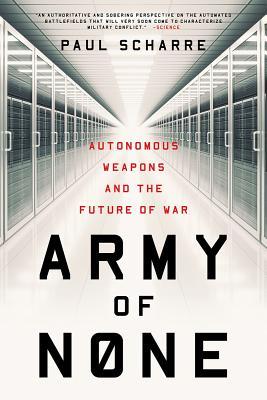 "AN AUTHORITATIVE AND SOBERING PERSPECTIVE ON THE AUTOMATED
BATTLEFIELDS THAT WILL VERY SOON COME TO CHARACTERIZE
MILITARY CONFLICT." -SCIENCE
PAUL SCHARRE
AUTONOMOUS
WEAPONS
AND THE
FUTURE OF WAR
ARMY
OF
NØNE